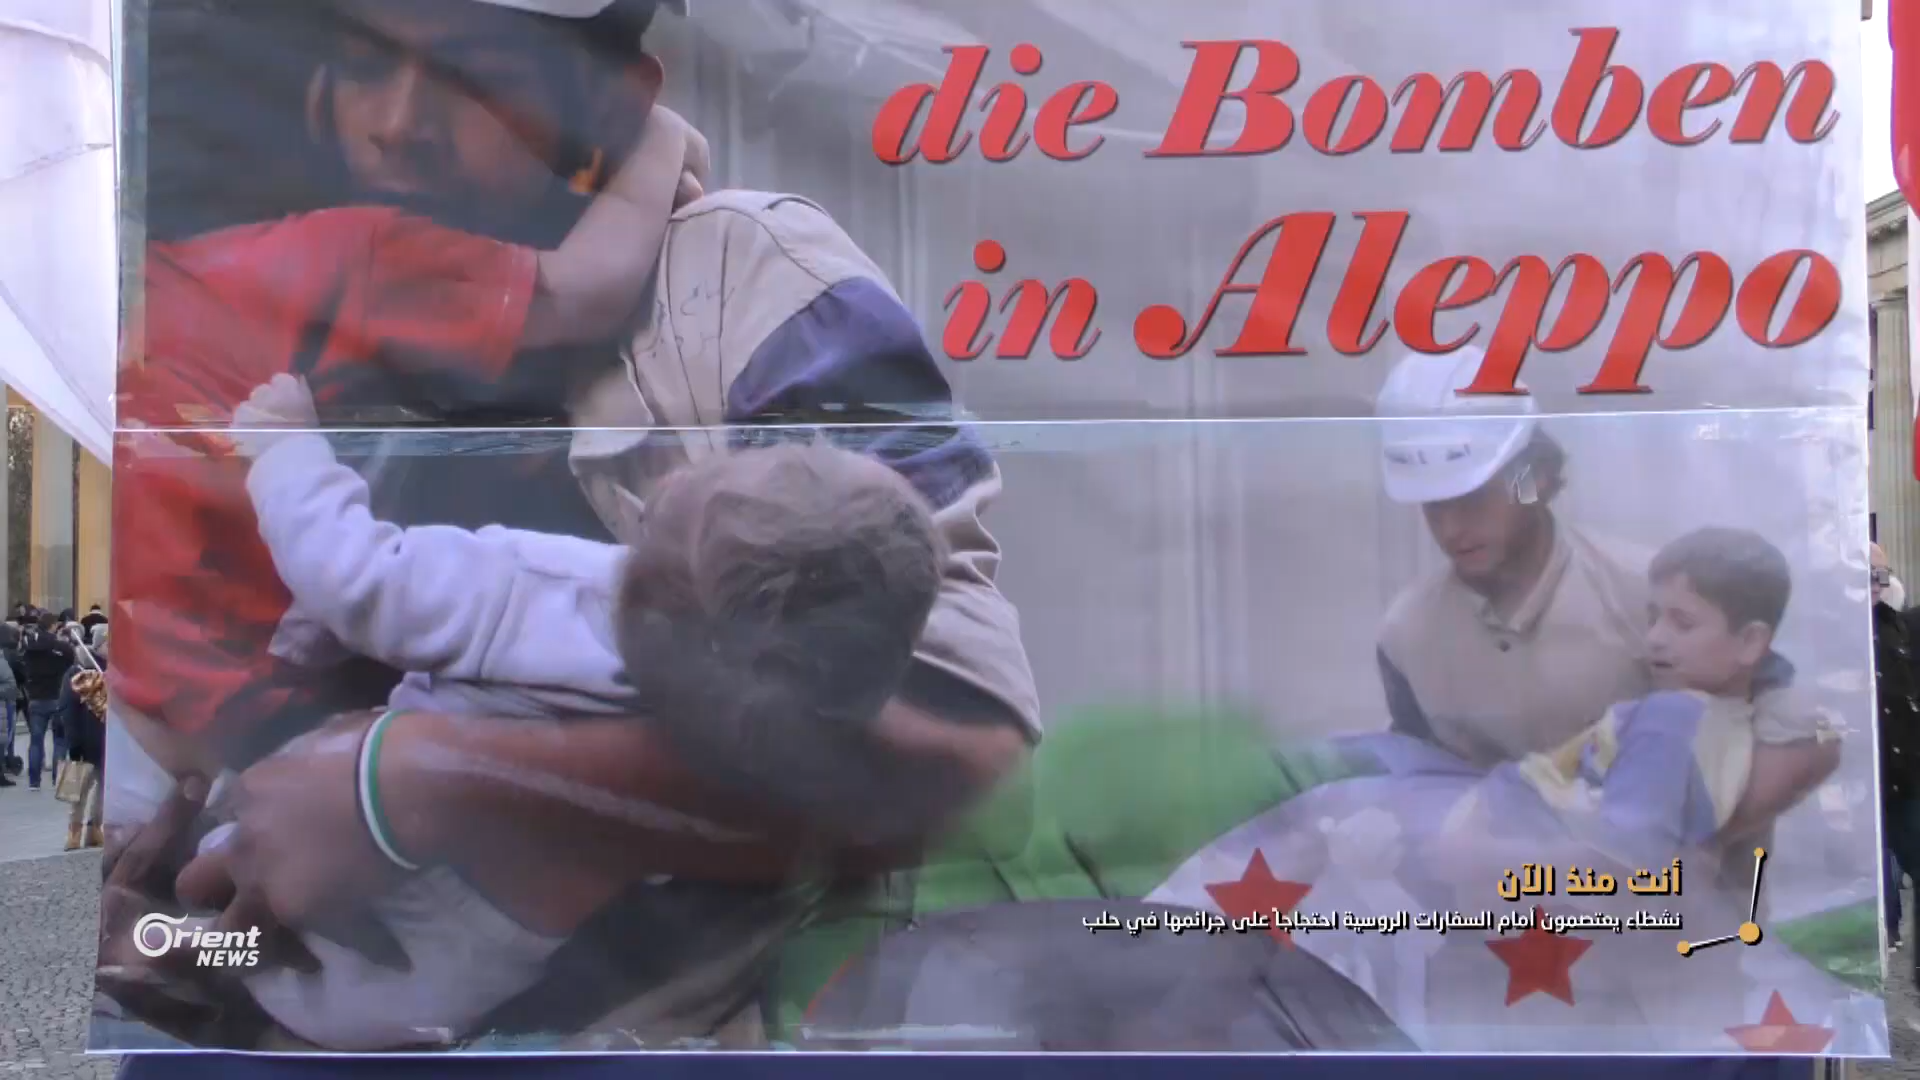 die Bomben
in Aleppo
أنت منذ الآن
نشطاء يعتصمون أمام السفارات الروسية احتجاجاً على جرائمها في حلب
Orient
NEWS